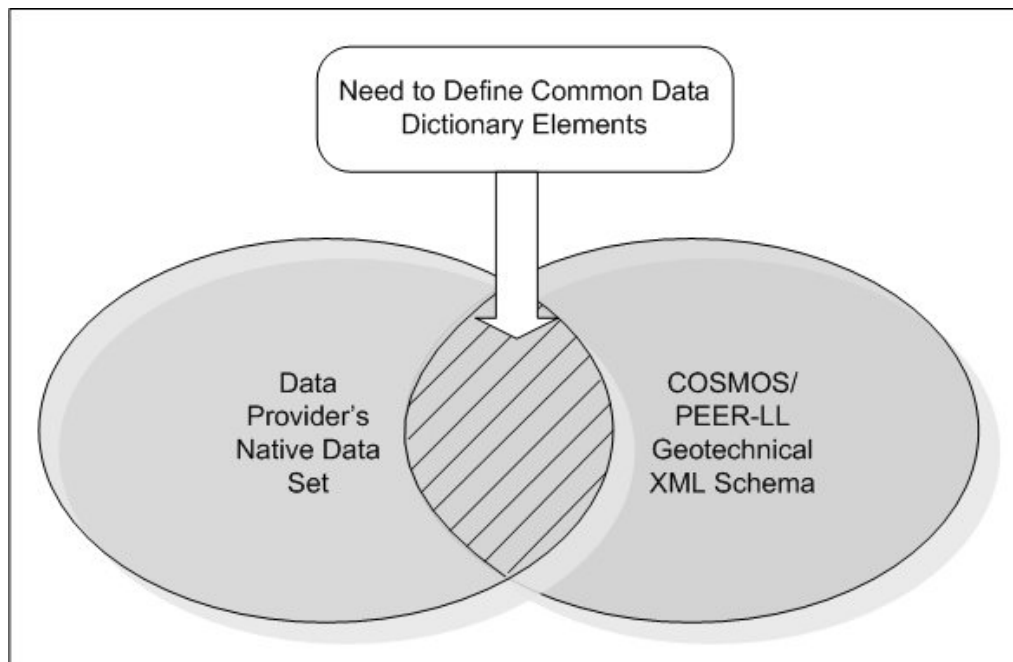 Need to Define Common Data
Dictionary Elements
Data
Provider's
Native Data
Set
COSMOS/
PEER-LL
Geotechnical
XML Schema